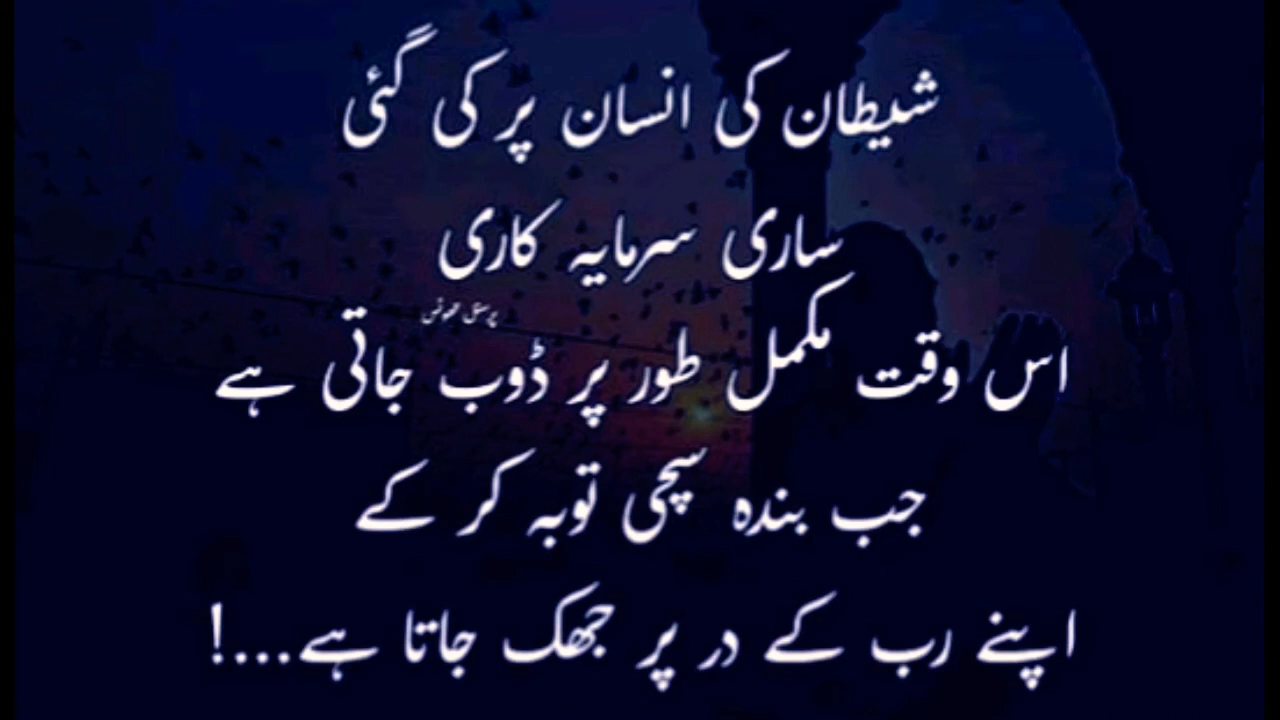 شیطان کی انسان پر کی گئی
ساری سرمایہ کاری
اس وقت مکمل طور پر ڈوب جاتی ہے
جب بندہ سچی توبہ کر کے
اپنے رب کے در پر جھک جاتا ہے...!